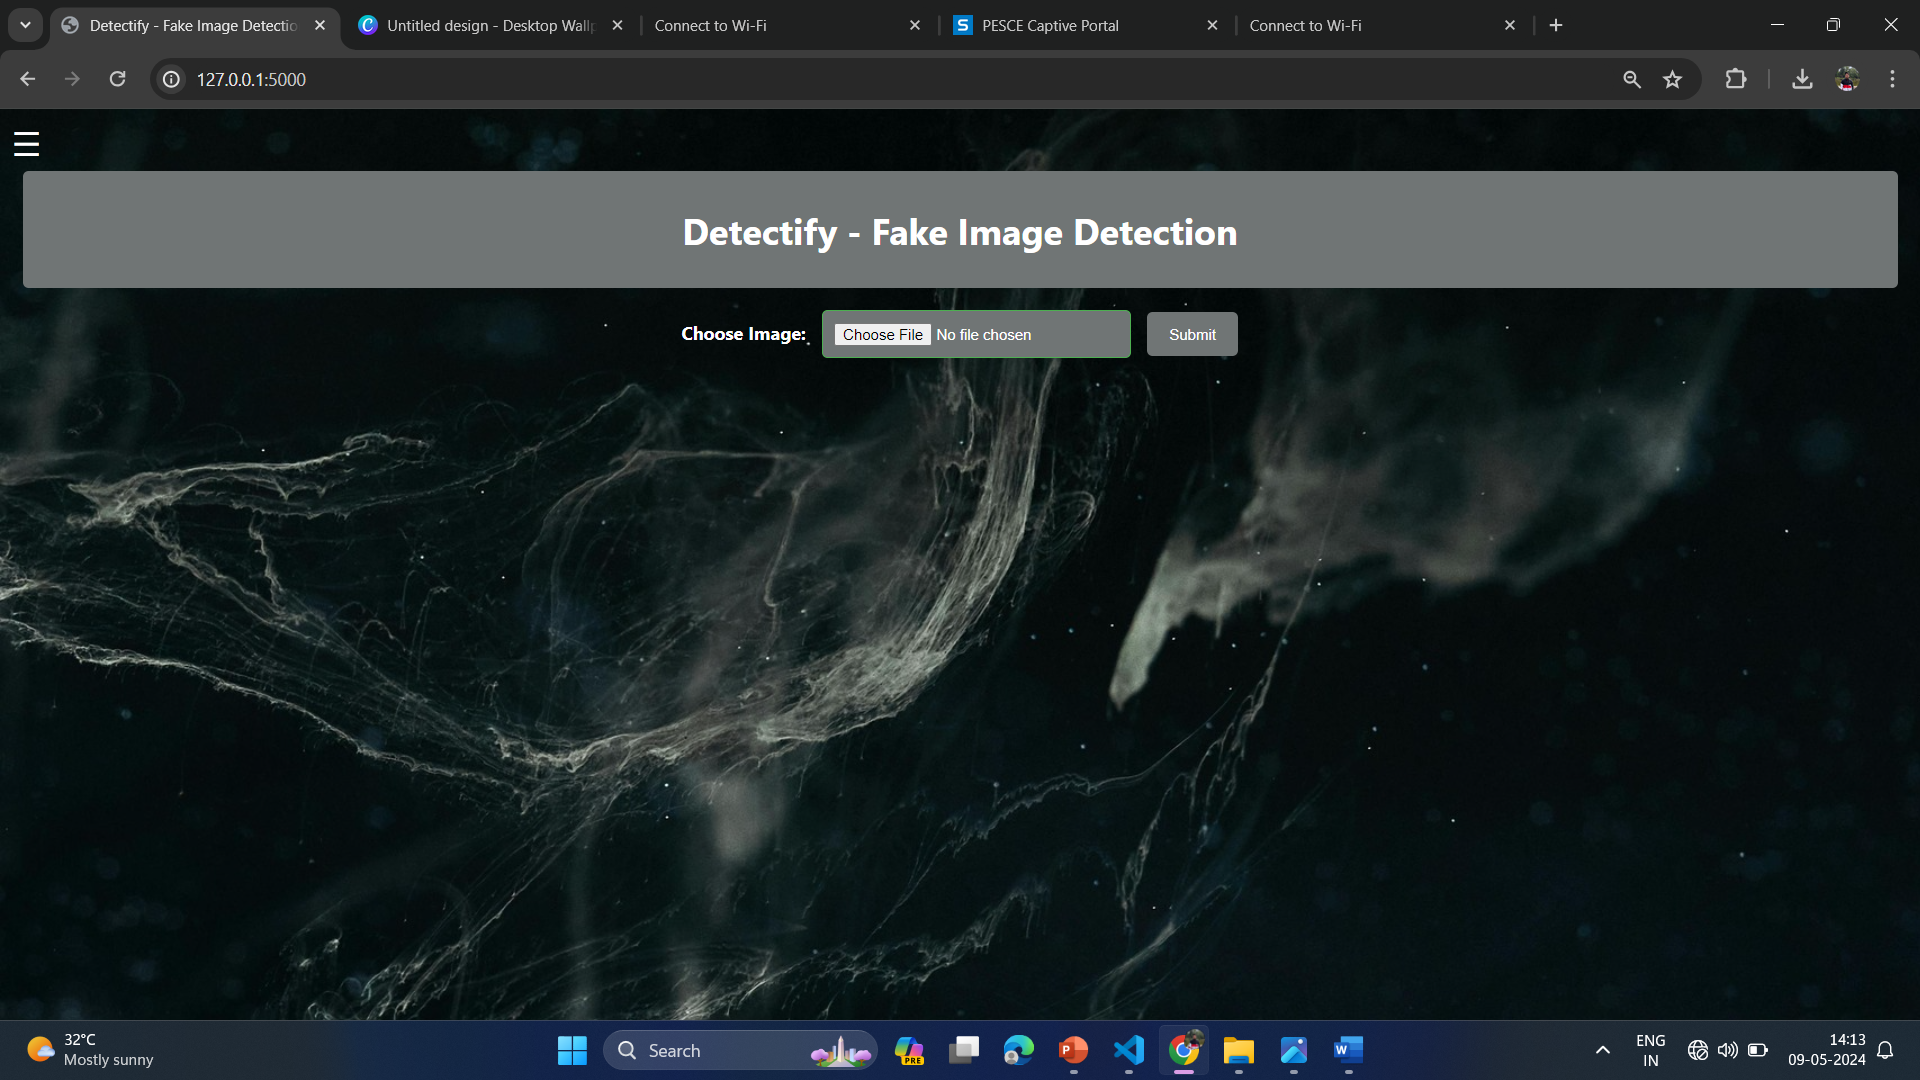 Detectify - Fake Image Detectio
Untitled design - Desktop Wallp
Connect to Wi-Fi
PESCE Captive Portal
Connect to Wi-Fi
127.0.0.1:5000
Detectify - Fake Image Detection
Choose Image:
Choose File No file chosen
Submit
32°C
Mostly sunny
Search
PRE
ENG
IN
14:13
09-05-2024